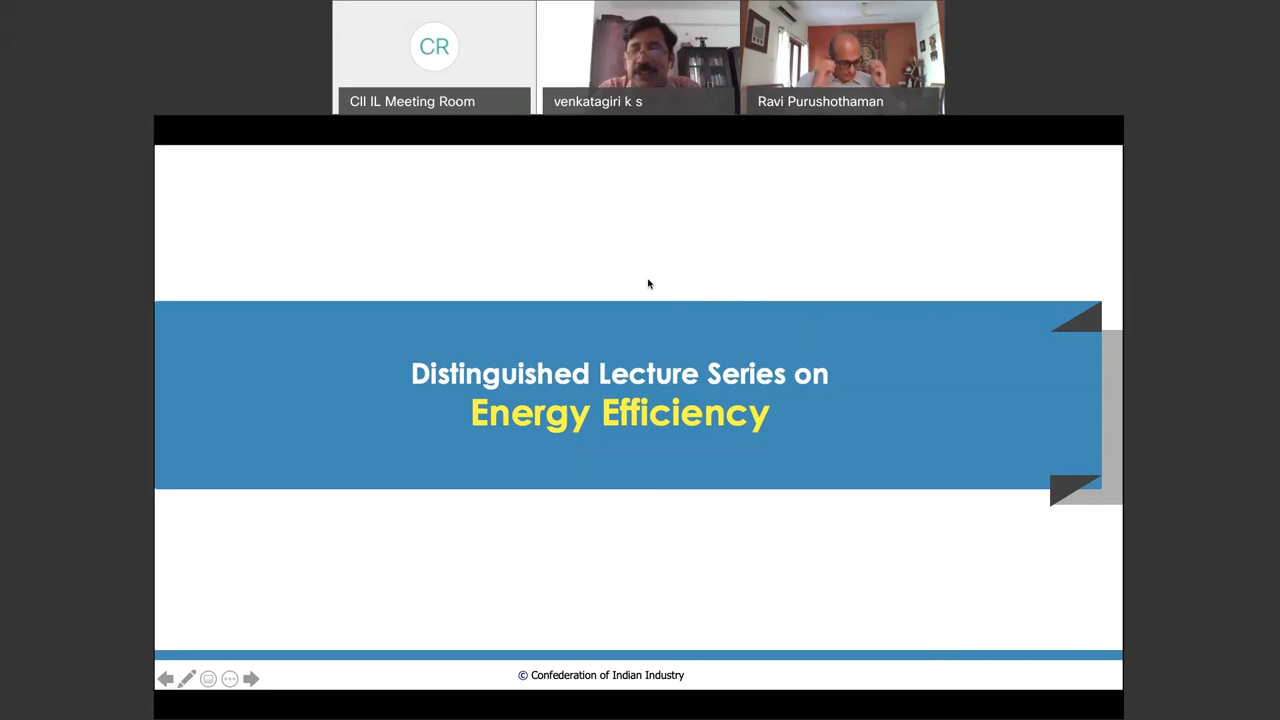 CR
CII IL Meeting Room
venkatagiri k s
Ravi Purushothaman
Distinguished Lecture Series on
Energy Efficiency
© Confederation of Indian Industry